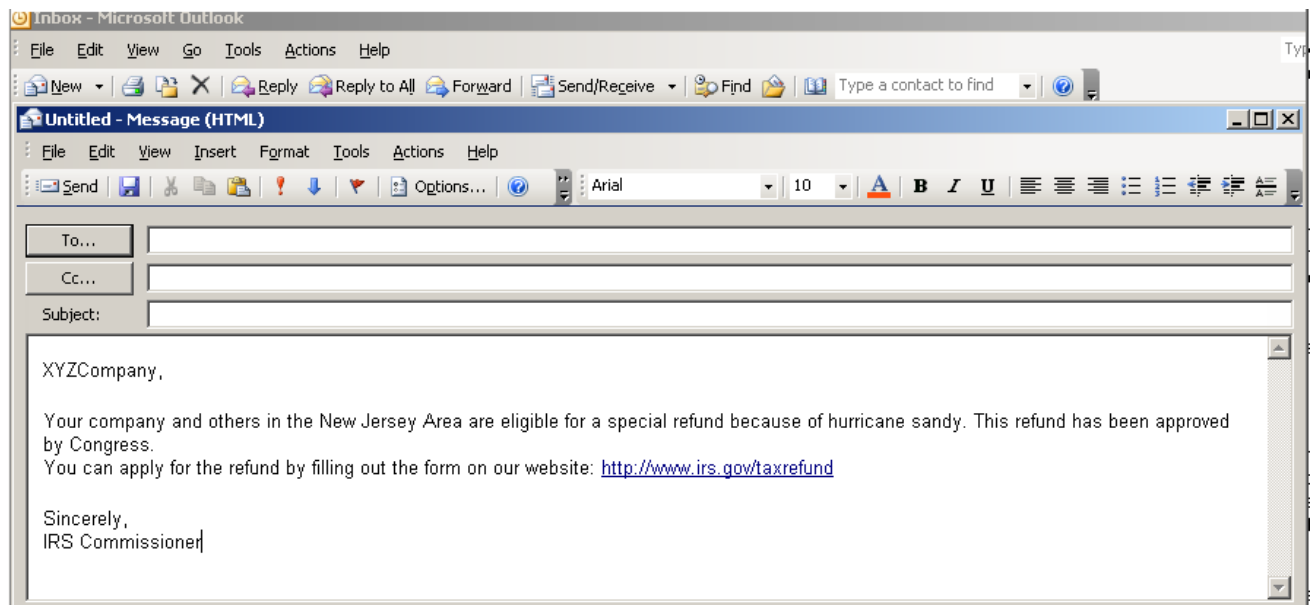 Inbox - Microsoft Outlook
File Edit View Go Tools Actions Help
New Reply Reply to All Forward Send/Receive Find Type a contact to find
Untitled - Message (HTML)
File Edit View Insert Format Tools Actions Help
Send Options... Arial 10 A B I U
To...
Cc...
Subject:
XYZCompany,
Your company and others in the New Jersey Area are eligible for a special refund because of hurricane sandy. This refund has been approved
by Congress.
You can apply for the refund by filling out the form on our website: http://www.irs.gov/taxrefund
Sincerely,
IRS Commissioner